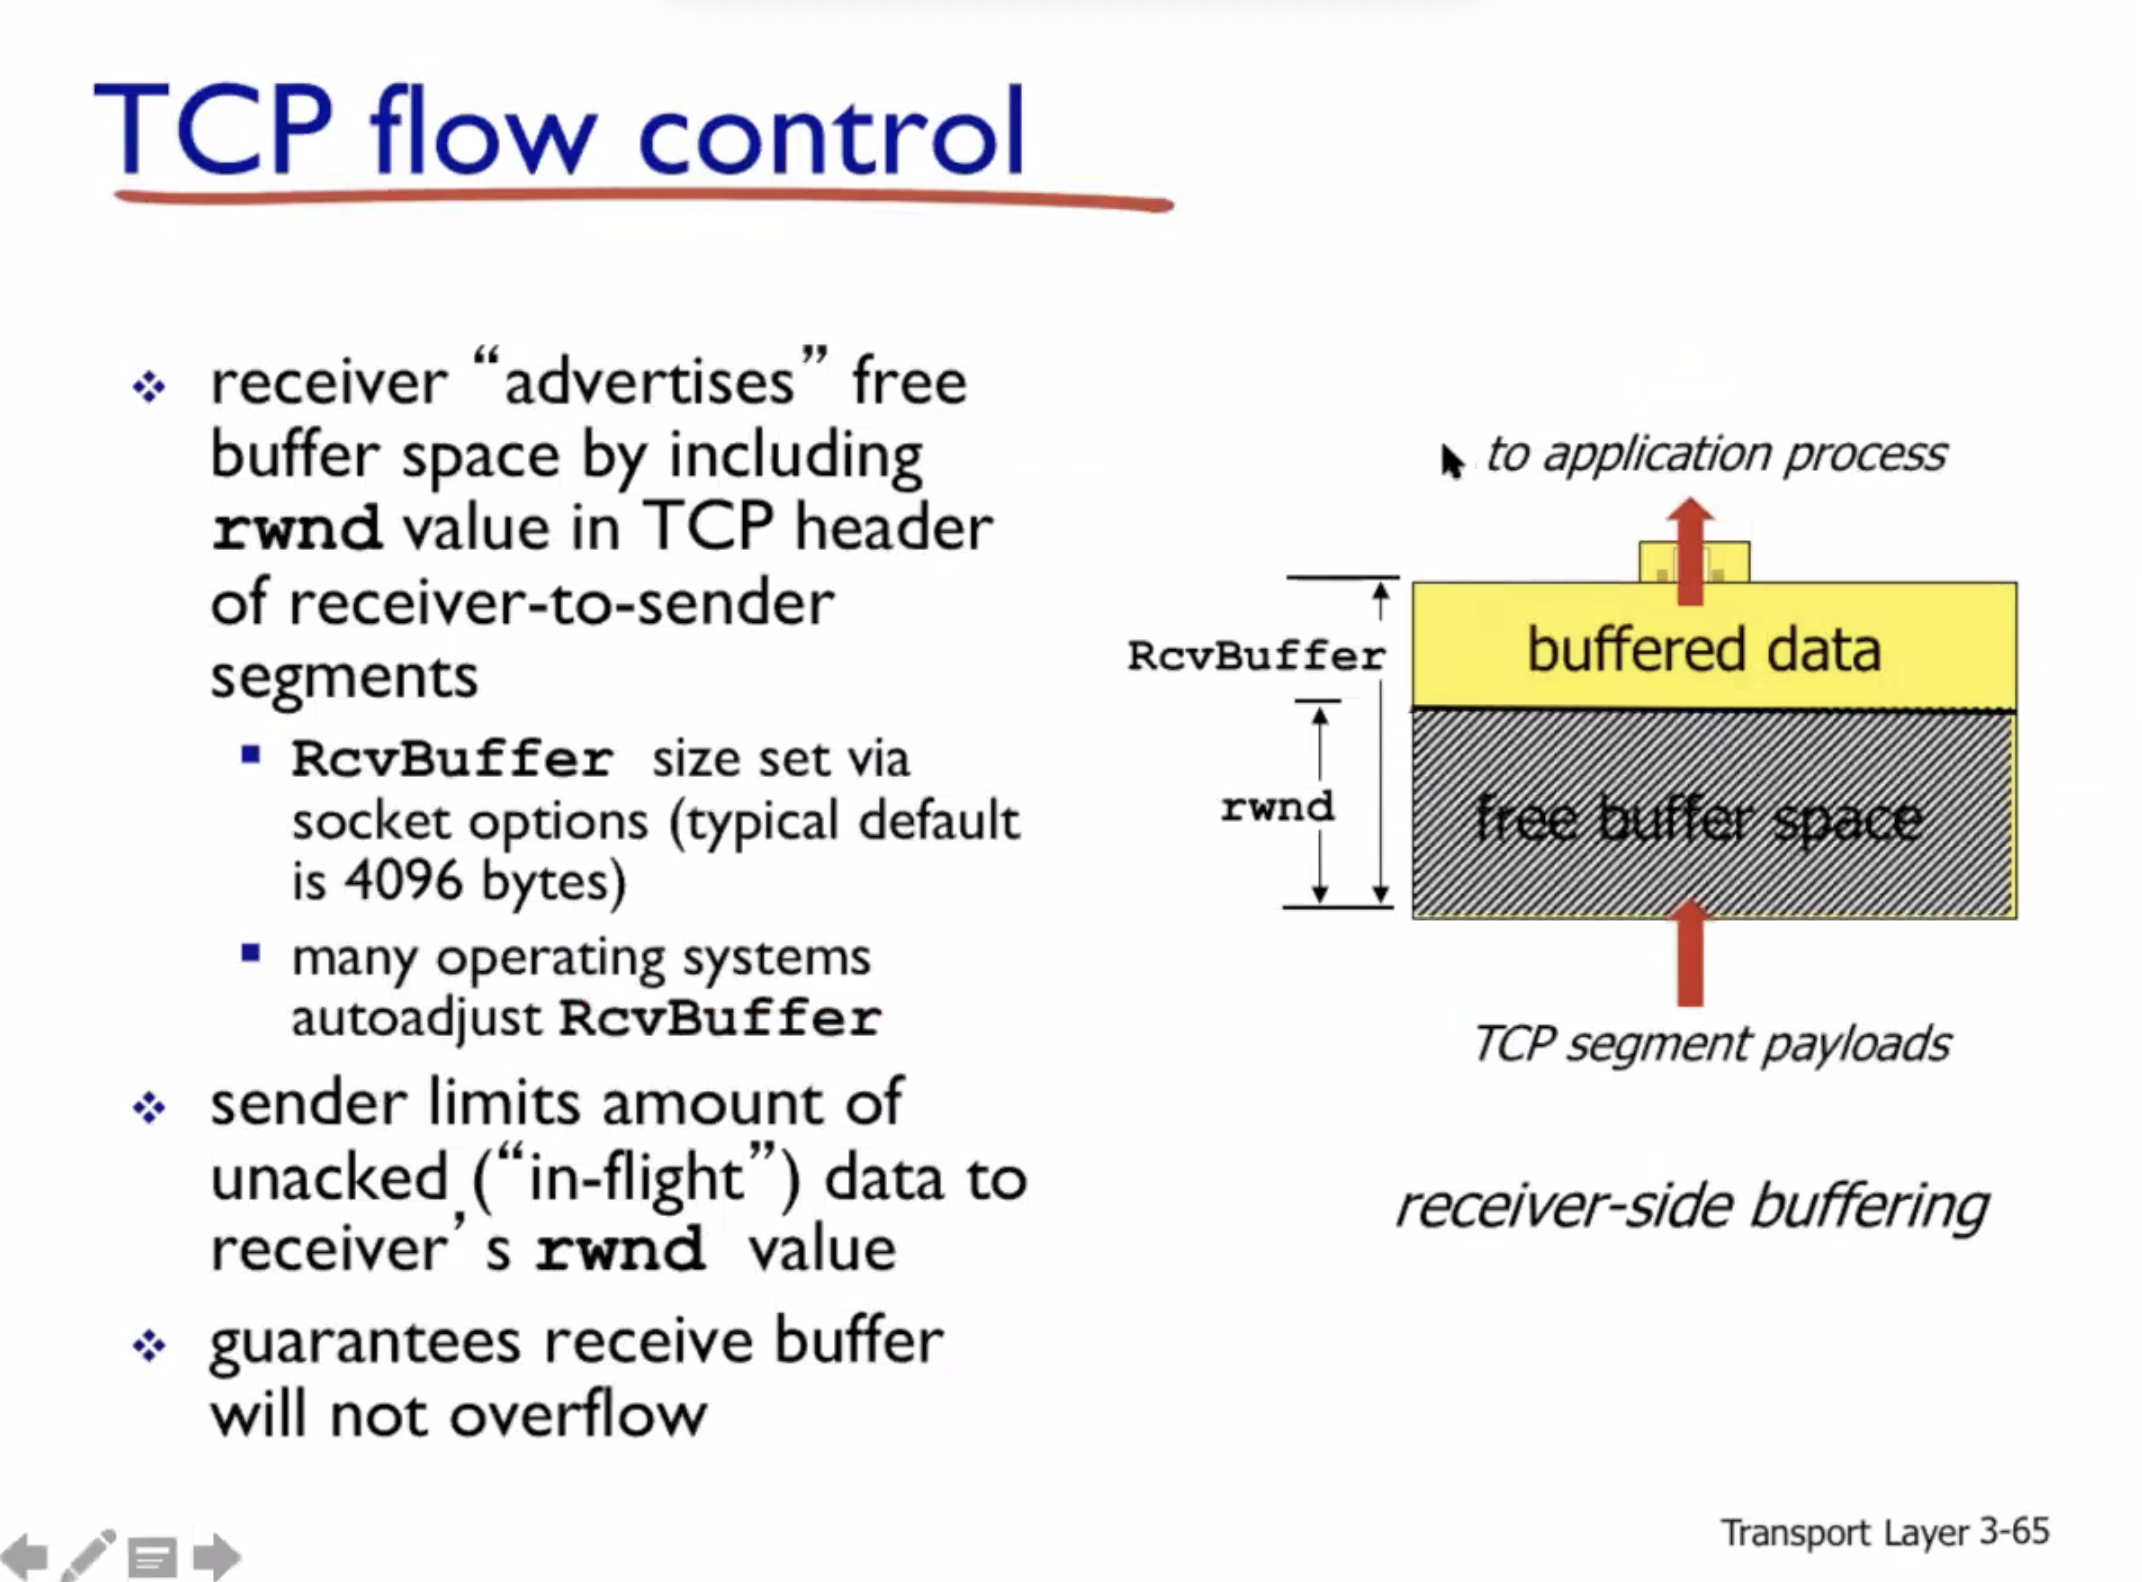 TCP flow control
receiver “advertises” free
buffer space by including
rwnd value in TCP header
of receiver-to-sender
segments
RcvBuffer size set via
socket options (typical default
is 4096 bytes)
many operating systems
autoadjust RcvBuffer
sender limits amount of
unacked (“in-flight”) data to
receiver’s rwnd value
guarantees receive buffer
will not overflow
to application process
RcvBuffer
buffered data
rwnd
free buffer space
TCP segment payloads
receiver-side buffering
Transport Layer 3-65